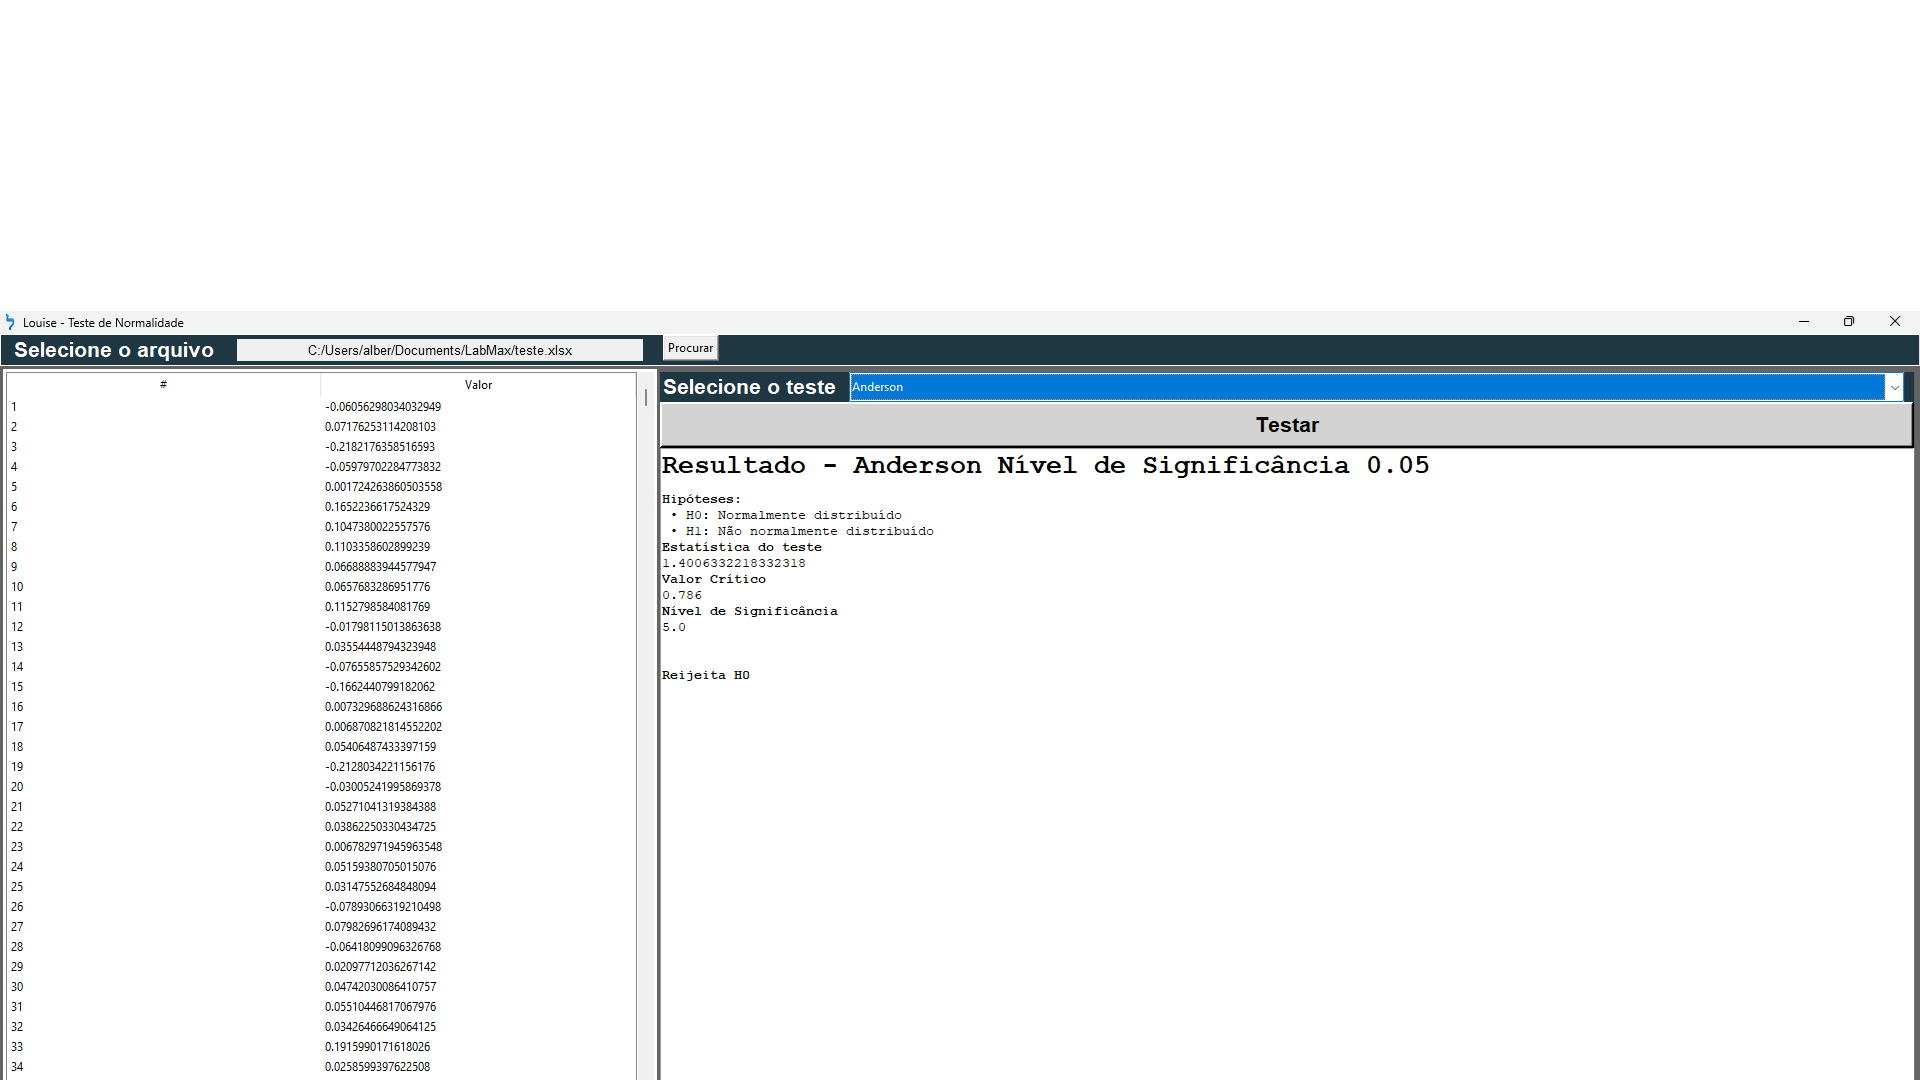 Louise - Teste de Normalidade
Selecione o arquivo C:/Users/alber/Documents/LabMax/teste.xlsx Procurar
# Valor
1 -0.06056298034032949
2 0.07176253114208103
3 -0.2182176358516593
4 -0.05979702284773832
5 0.001724263860503558
6 0.1652236617524329
7 0.1047380022557576
8 0.1103358602899239
9 0.06688883944577947
10 0.0657683286951776
11 0.1152798584081769
12 -0.01798115013863638
13 0.03554448794323948
14 -0.07655857529342602
15 -0.1662440799182062
16 0.007329688624316866
17 0.006870821814552202
18 0.05406487433397159
19 -0.2128034221156176
20 -0.03005241995869378
21 0.05271041319384388
22 0.03862250330434725
23 0.006782971945963548
24 0.05159380705015076
25 0.03147552684848094
26 -0.07893066319210498
27 0.07982696174089432
28 -0.06418099096326768
29 0.02097712036267142
30 0.04742030086410757
31 0.05510446817067976
32 0.03426466649064125
33 0.1915990171618026
34 0.0258599397622508
Selecione o teste Anderson
Testar
Resultado - Anderson Nível de Significância 0.05
Hipóteses:
• H0: Normalmente distribuído
• H1: Não normalmente distribuído
Estatística do teste
1.4006332218332318
Valor Crítico
0.786
Nível de Significância
5.0
Reijeita H0